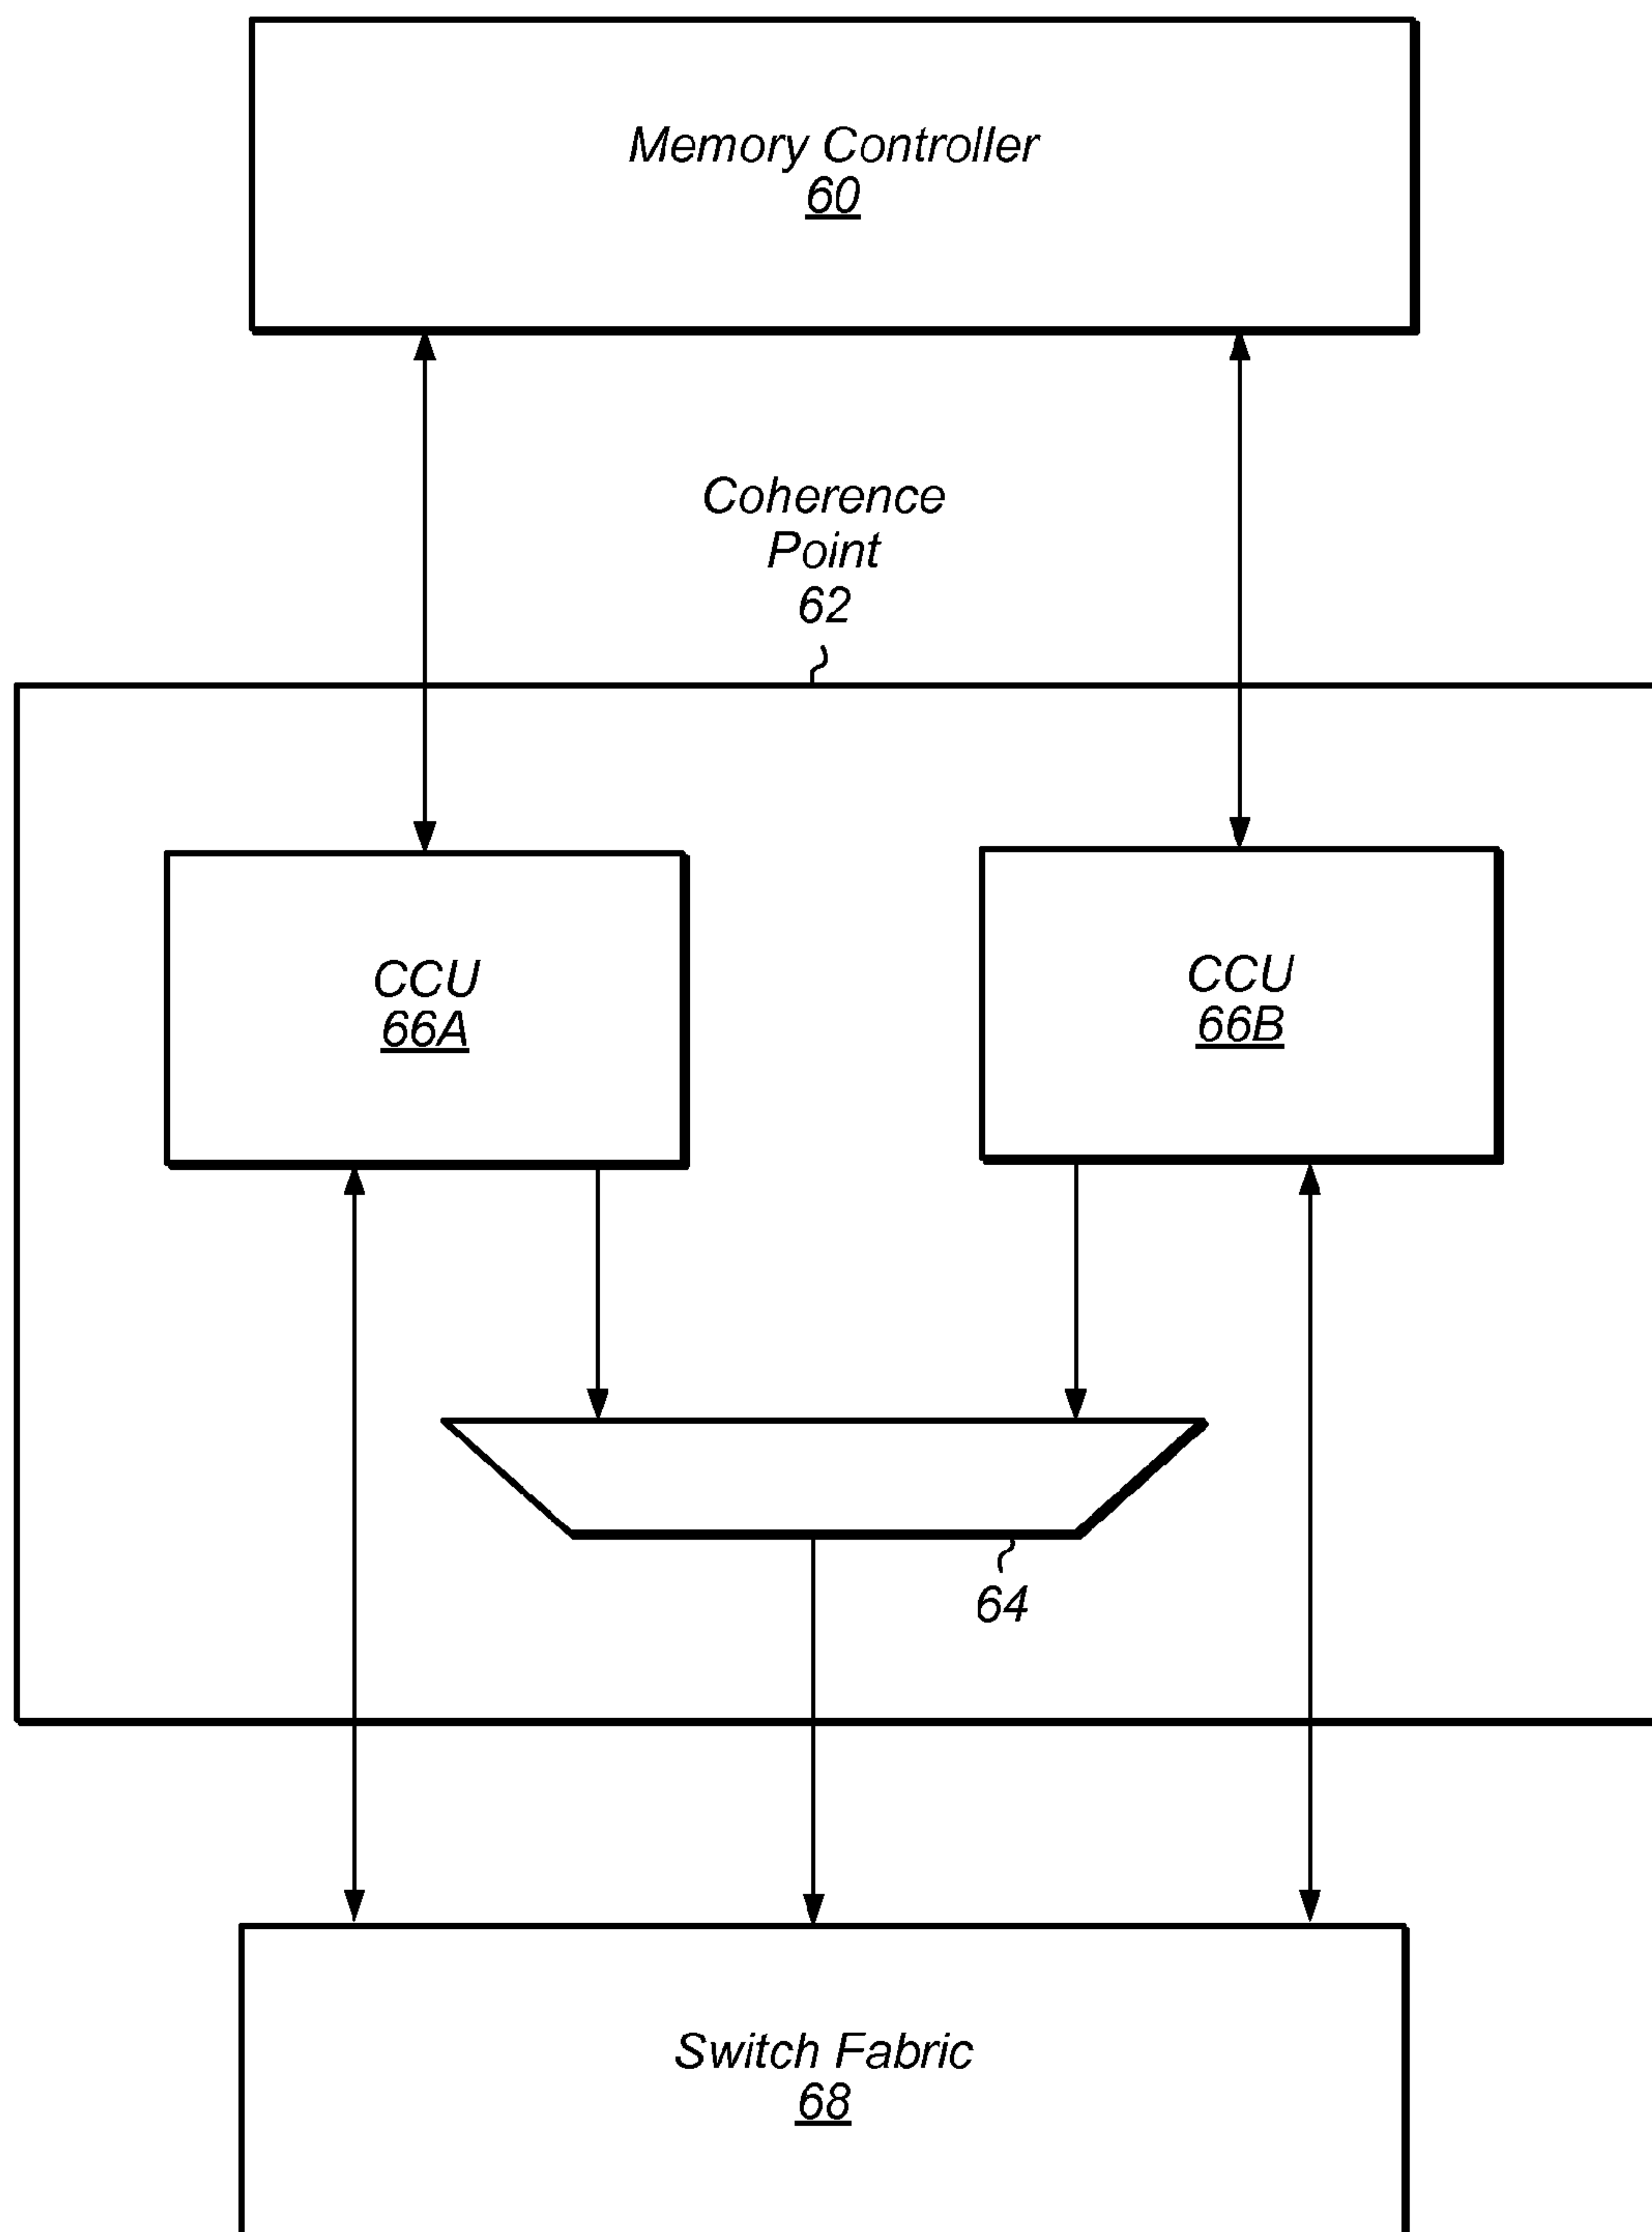 Memory Controller
60
Coherence
Point
62
CCU
66A
CCU
66B
64
Switch Fabric
68